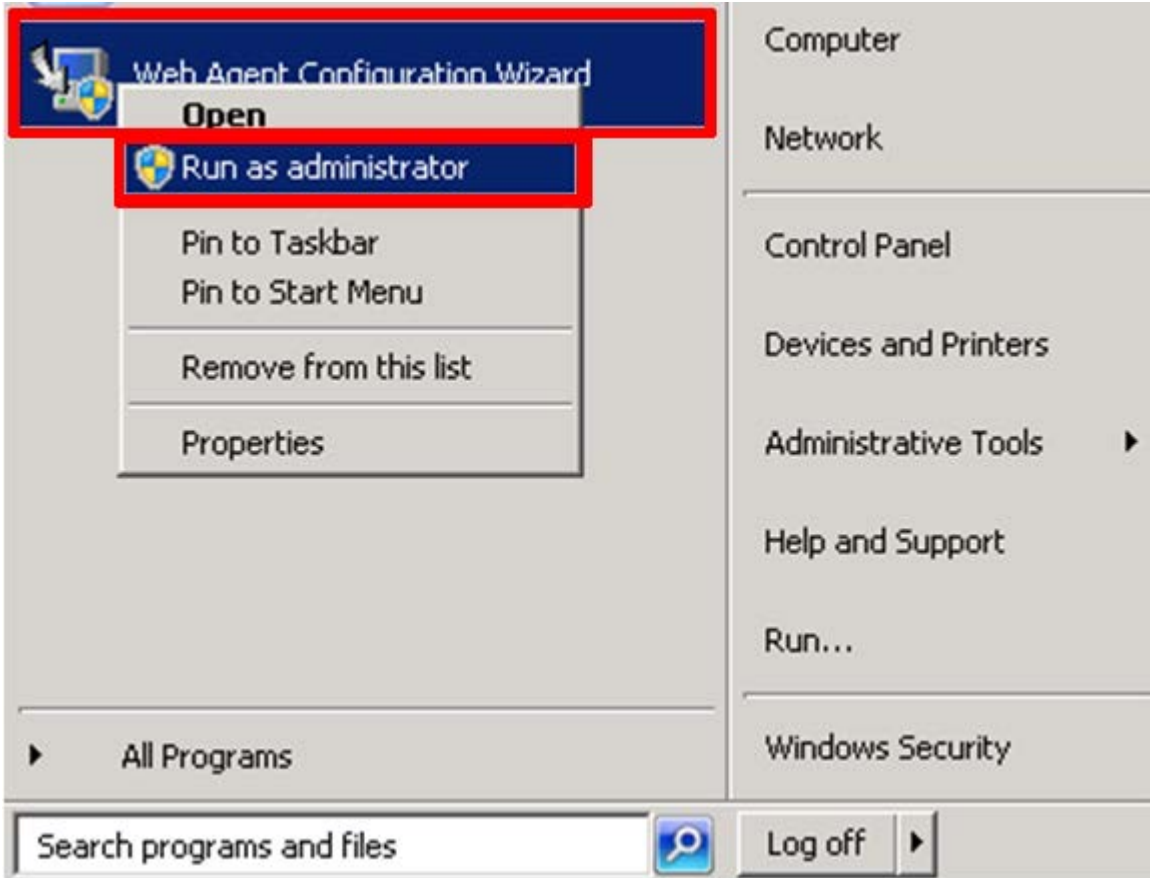 Web Agent Configuration Wizard
Open
Run as administrator
Pin to Taskbar
Pin to Start Menu
Remove from this list
Properties
All Programs
Search programs and files
Computer
Network
Control Panel
Devices and Printers
Administrative Tools
Help and Support
Run...
Windows Security
Log off